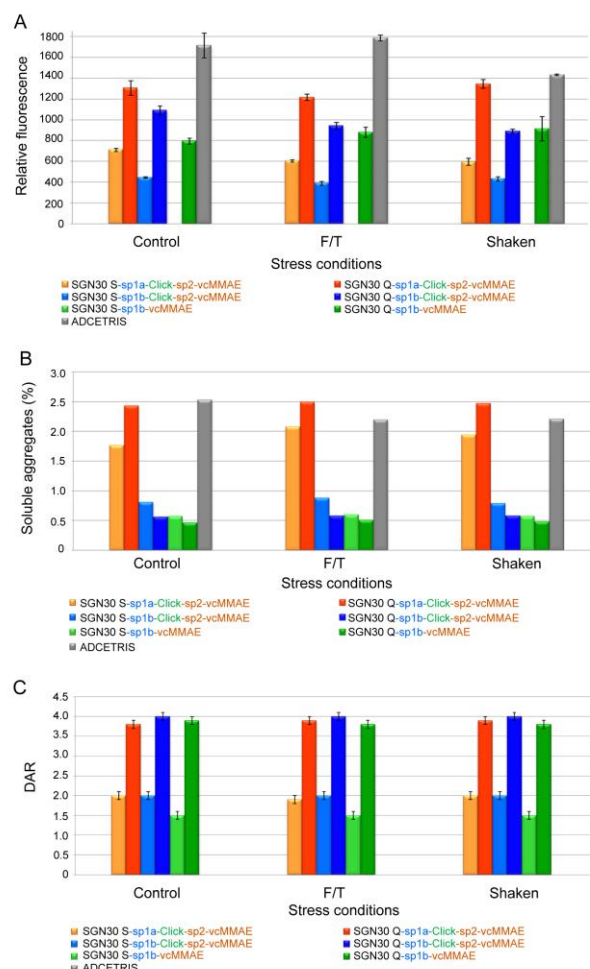 A
Relative fluorescence
1800
1600
1400
1200
1000
800
600
400
200
0
Control F/T Shaken
Stress conditions
SGN30 S-sp1a-Click-sp2-vcMMAE SGN30 Q-sp1a-Click-sp2-vcMMAE
SGN30 S-sp1b-Click-sp2-vcMMAE SGN30 Q-sp1b-Click-sp2-vcMMAE
SGN30 S-sp1b-vcMMAE SGN30 Q-sp1b-vcMMAE
ADCETRIS
B
Soluble aggregates (%)
3.0
2.5
2.0
1.5
1.0
0.5
0
Control F/T Shaken
Stress conditions
SGN30 S-sp1a-Click-sp2-vcMMAE SGN30 Q-sp1a-Click-sp2-vcMMAE
SGN30 S-sp1b-Click-sp2-vcMMAE SGN30 Q-sp1b-Click-sp2-vcMMAE
SGN30 S-sp1b-vcMMAE SGN30 Q-sp1b-vcMMAE
ADCETRIS
C
DAR
4.5
4.0
3.5
3.0
2.5
2.0
1.5
1.0
0.5
0
Control F/T Shaken
Stress conditions
SGN30 S-sp1a-Click-sp2-vcMMAE SGN30 Q-sp1a-Click-sp2-vcMMAE
SGN30 S-sp1b-Click-sp2-vcMMAE SGN30 Q-sp1b-Click-sp2-vcMMAE
SGN30 S-sp1b-vcMMAE SGN30 Q-sp1b-vcMMAE
ADCETRIS